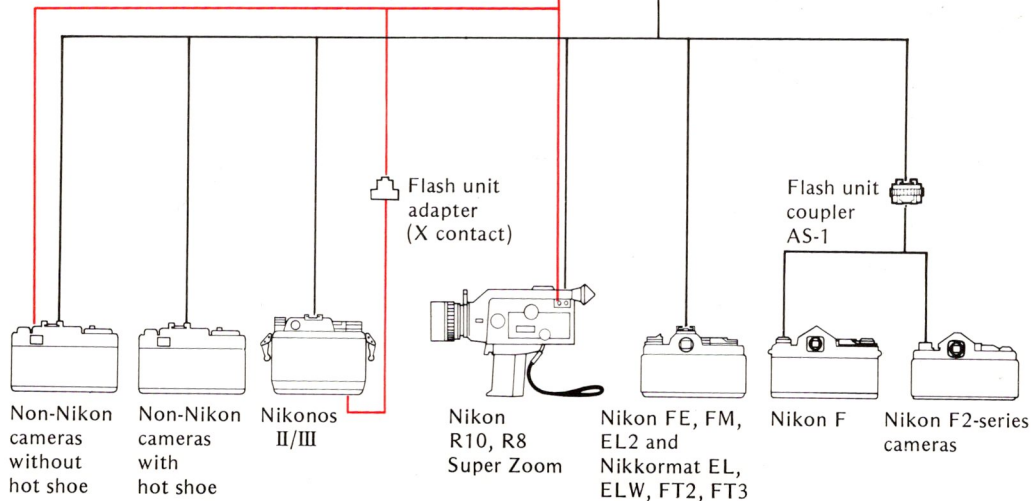 Flash unit
adapter
(X contact)
Flash unit
coupler
AS-1
Non-Nikon
cameras
without
hot shoe
Non-Nikon
cameras
with
hot shoe
Nikonos
II/III
Nikon
R10, R8
Super Zoom
Nikon FE, FM,
EL2 and
Nikkormat EL,
ELW, FT2, FT3
Nikon F
Nikon F2-series
cameras